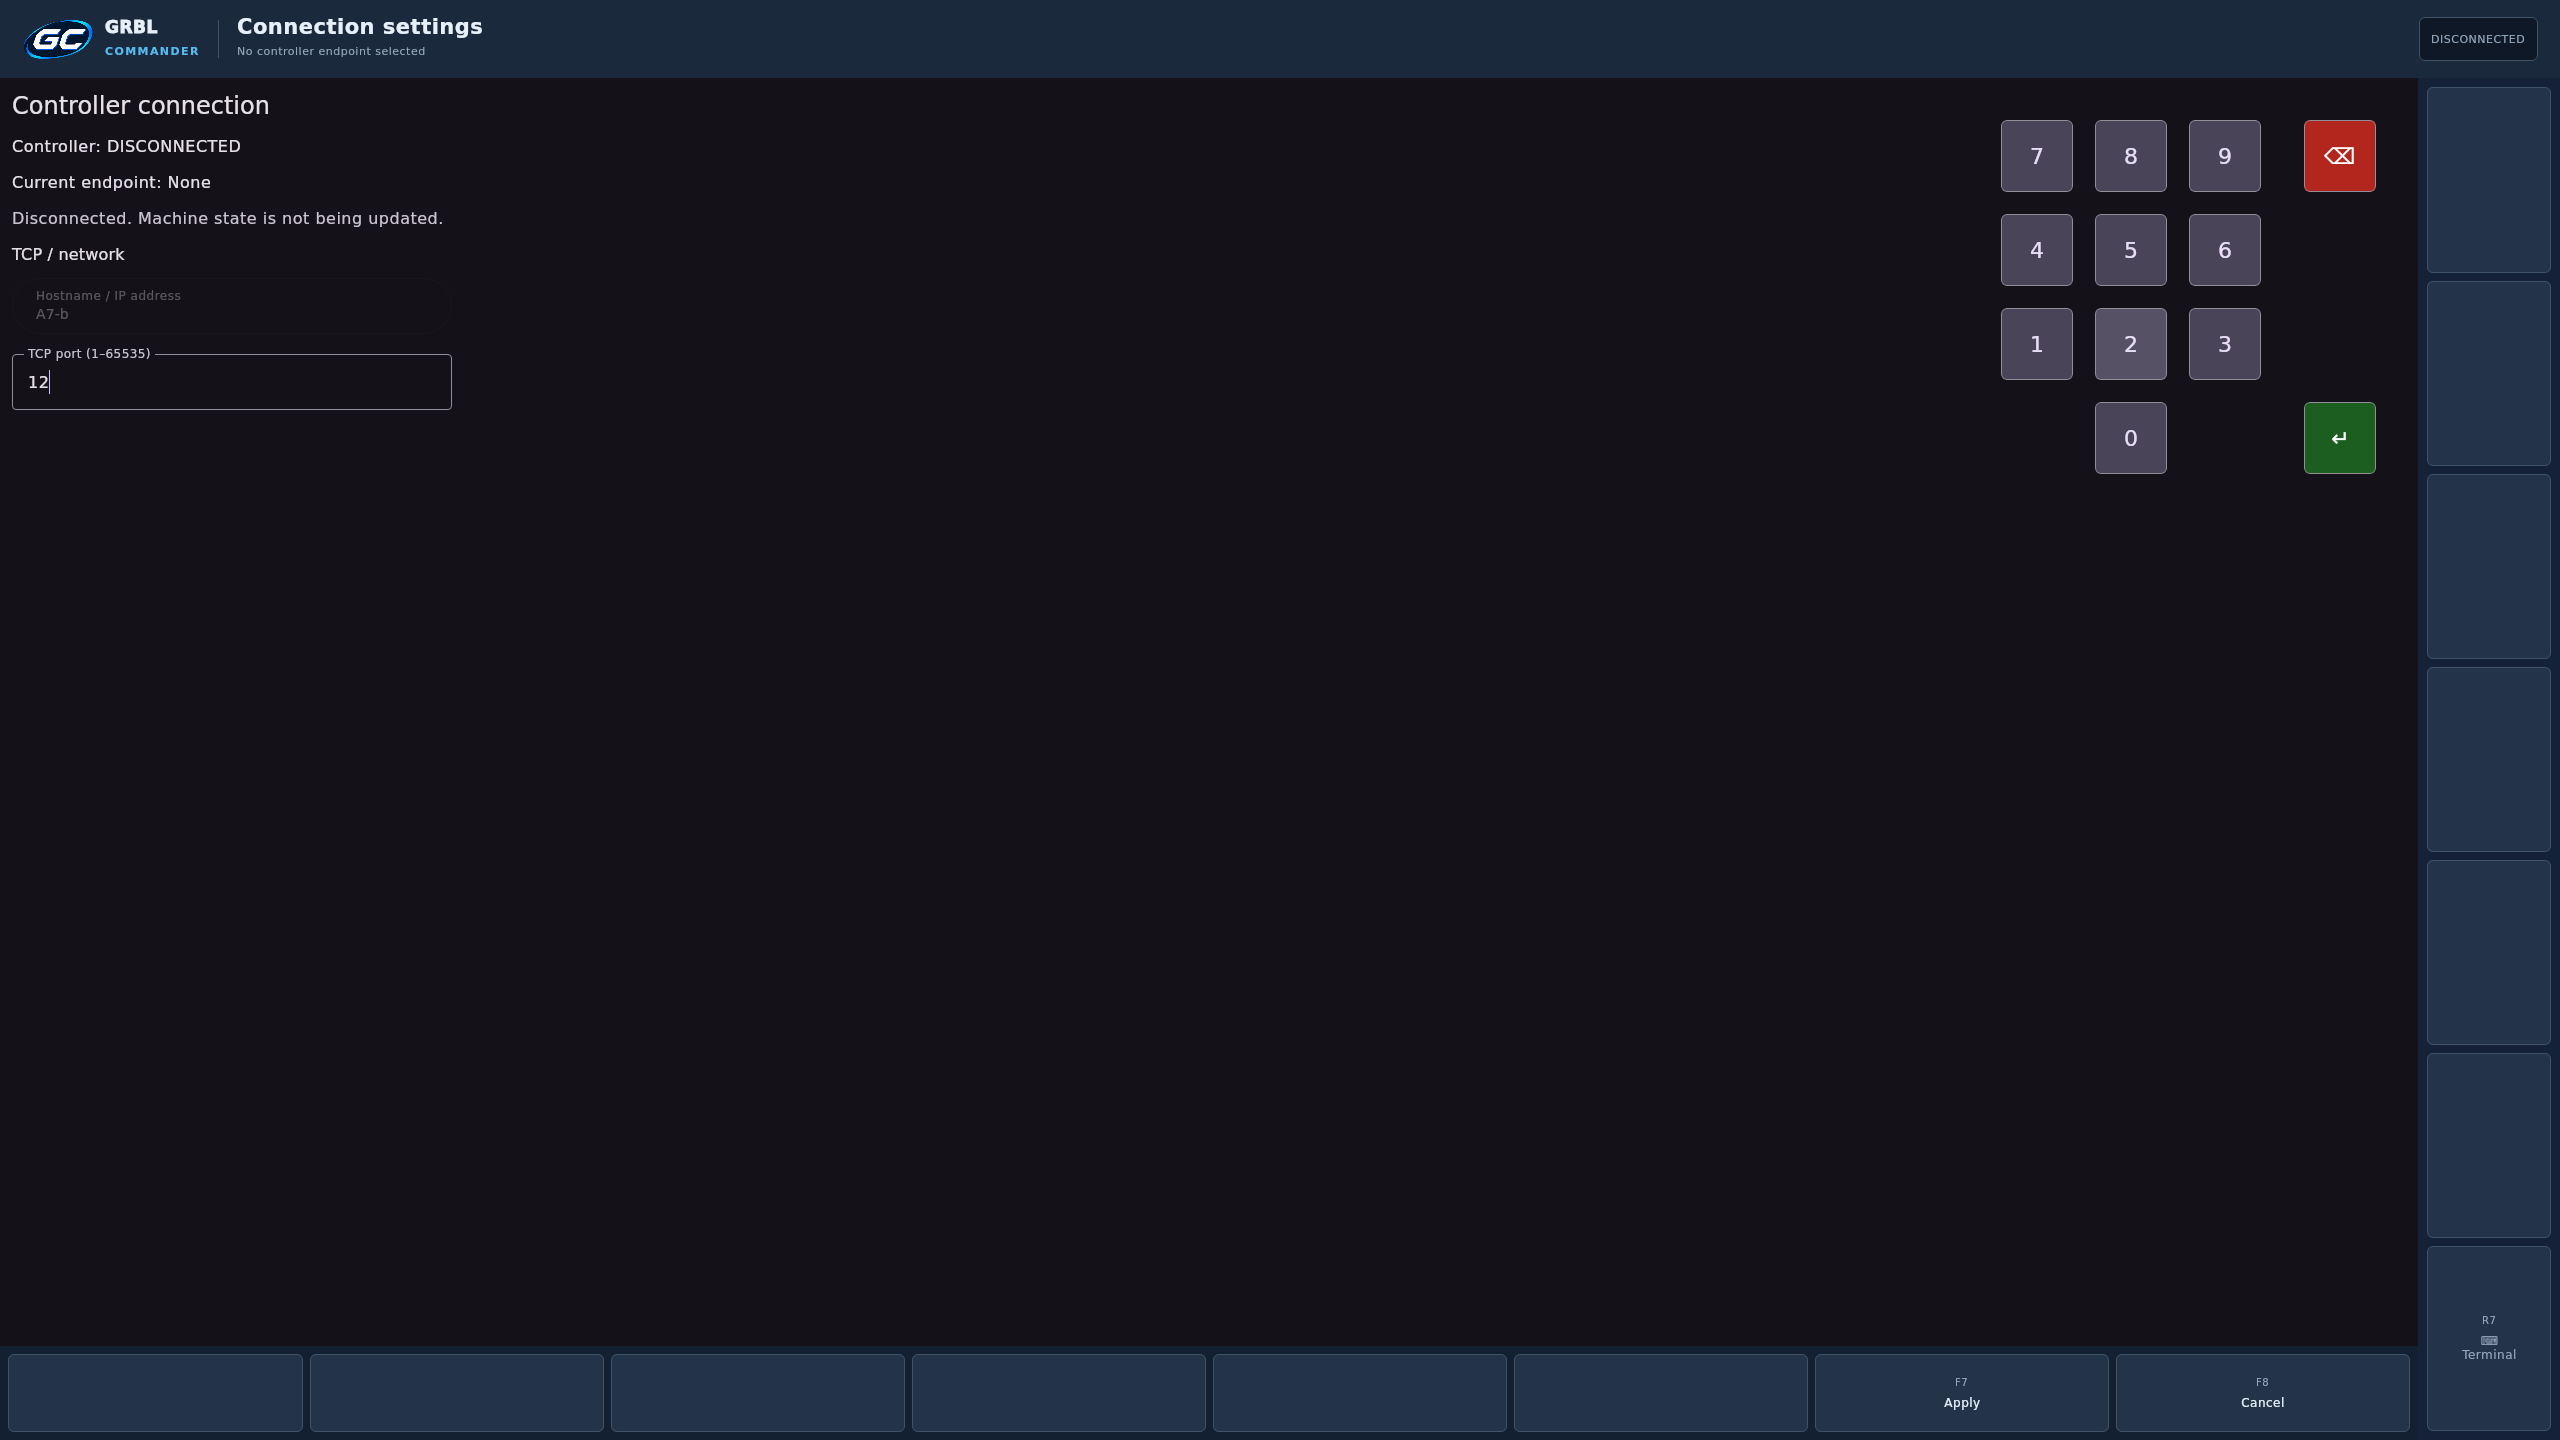 GC
GRBL
COMMANDER
Connection settings
No controller endpoint selected
DISCONNECTED
Controller connection
Controller: DISCONNECTED
Current endpoint: None
Disconnected. Machine state is not being updated.
TCP / network
Hostname / IP address
A7-b
TCP port (1–65535)
12
7 8 9 ⌫
4 5 6
1 2 3
0 ↵
R7
⌨
Terminal
F7
Apply
F8
Cancel